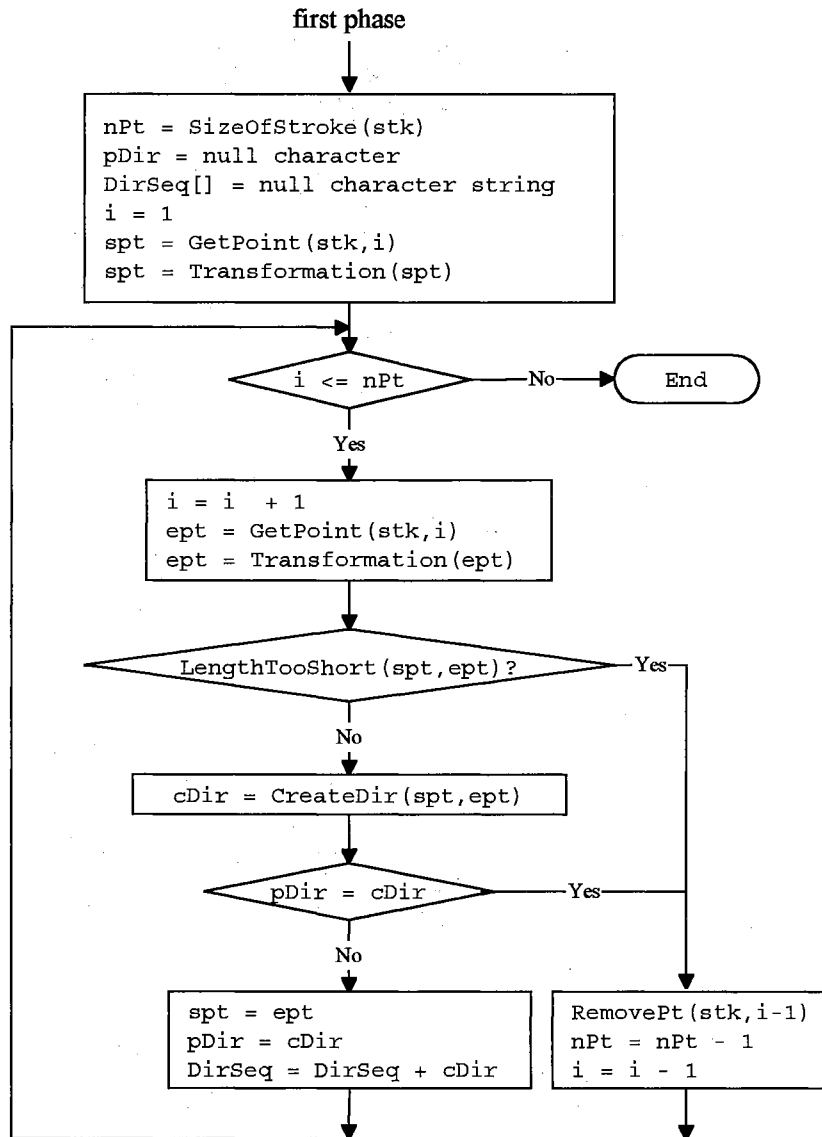 first phase
nPt = SizeOfStroke(stk)
pDir = null character
DirSeq[] = null character string
i = 1
spt = GetPoint(stk,i)
spt = Transformation(spt)
i <= nPt
No
End
Yes
i = i + 1
ept = GetPoint(stk,i)
ept = Transformation(ept)
LengthTooShort(spt,ept)?
Yes
No
cDir = CreateDir(spt,ept)
pDir = cDir
Yes
No
spt = ept
pDir = cDir
DirSeq = DirSeq + cDir
RemovePt(stk,i-1)
nPt = nPt - 1
i = i - 1